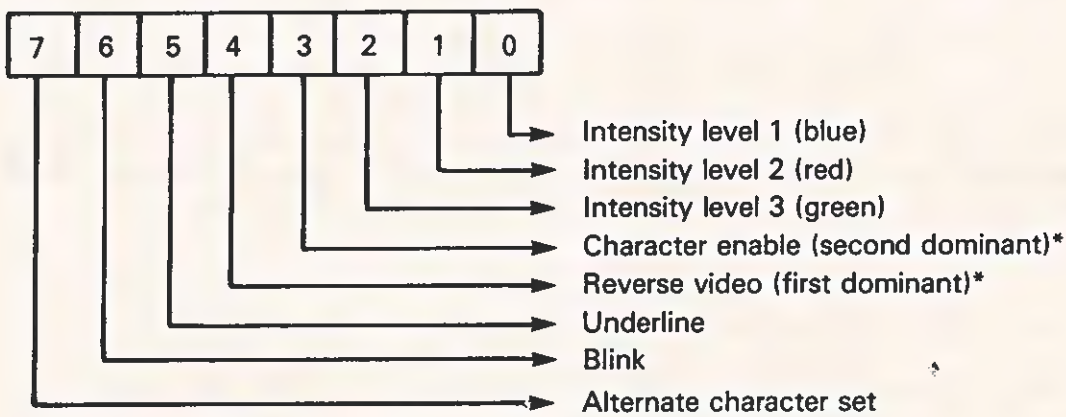 7 6 5 4 3 2 1 0
Intensity level 1 (blue)
Intensity level 2 (red)
Intensity level 3 (green)
Character enable (second dominant)*
Reverse video (first dominant)*
Underline
Blink
Alternate character set